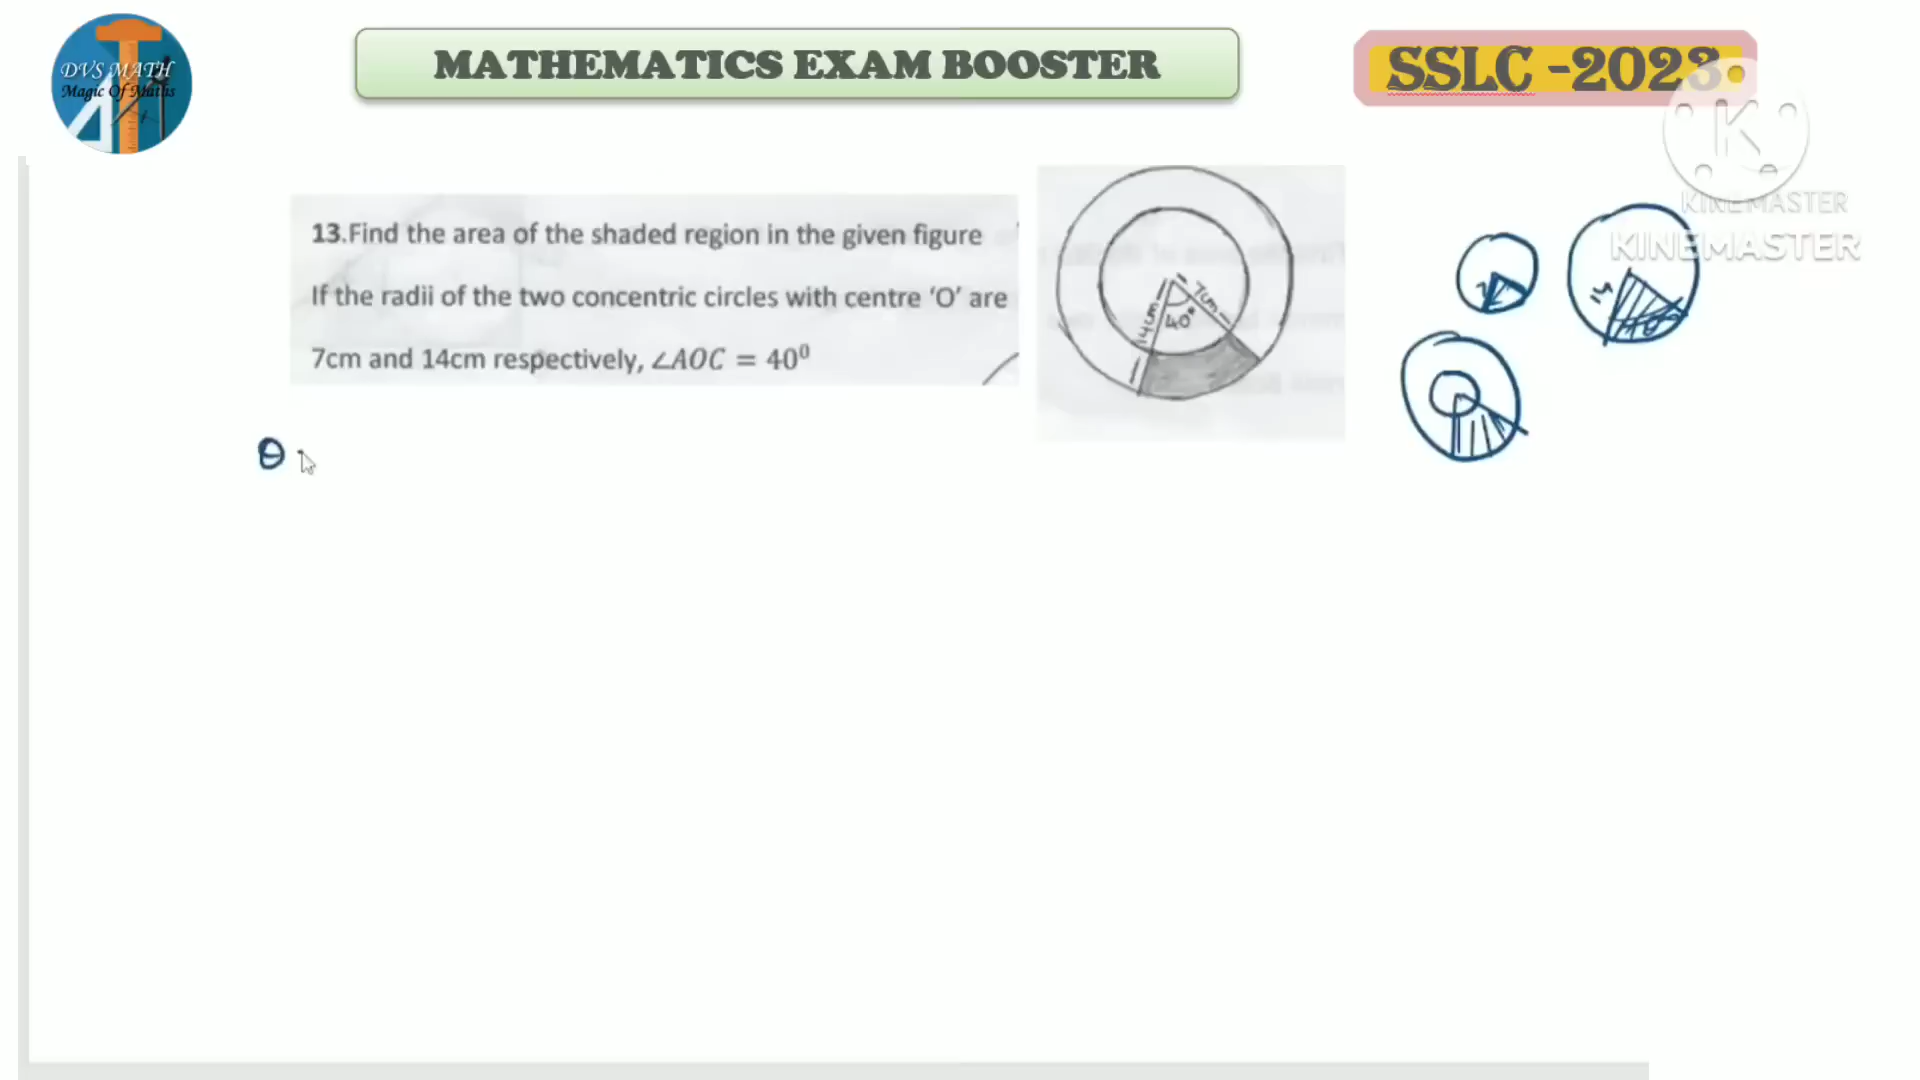 DVS MATH
Magic Of Maths
MATHEMATICS EXAM BOOSTER
SSLC -2023
KINEMASTER
KINEMASTER
13.Find the area of the shaded region in the given figure
If the radii of the two concentric circles with centre ‘O’ are
7cm and 14cm respectively, ∠AOC = 40⁰
7cm
14cm
40°
14
θ